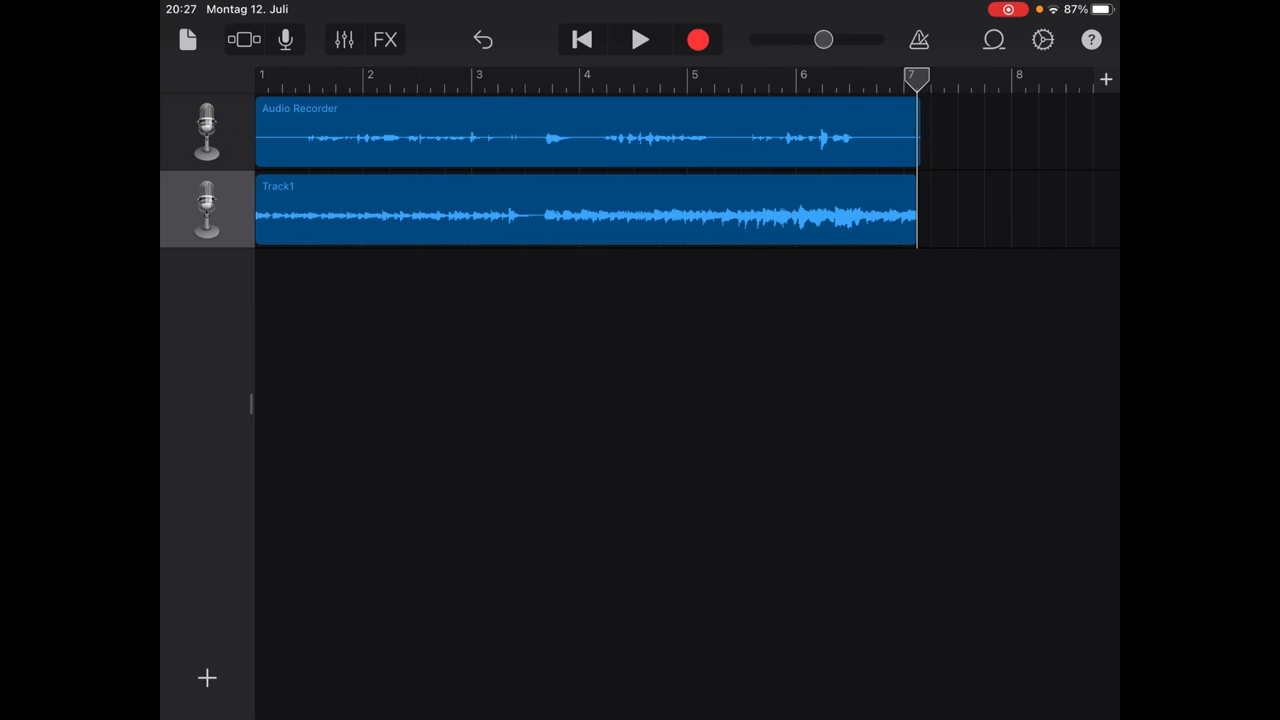 20:27 Montag 12. Juli 87%
FX ?
1 2 3 4 5 6 7 8
Audio Recorder
Track1